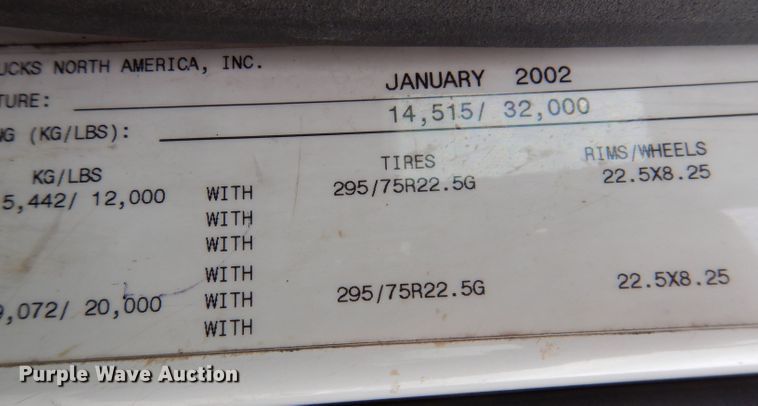 UCKS NORTH AMERICA, INC.
TURE: JANUARY 2002
NG (KG/LBS): 14,515/ 32,000
KG/LBS TIRES RIMS/WHEELS
5,442/ 12,000 WITH 295/75R22.5G 22.5X8.25
WITH
WITH
WITH
9,072/ 20,000 WITH 295/75R22.5G 22.5X8.25
WITH
Purple Wave Auction